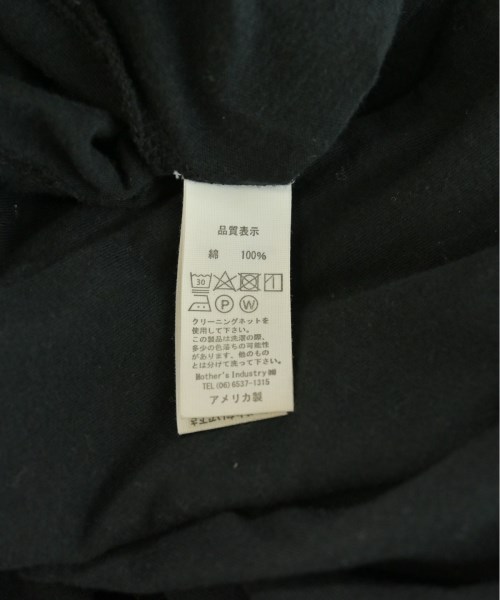 品質表示
綿 100%
30
P W
クリーニングネットを
使用して下さい。
この製品は洗濯の際、
多少の色落ちの可能性
があります。他のもの
とは分けて洗って下さい。
Mother's Industry ㈱
TEL (06) 6537-1315
アメリカ製